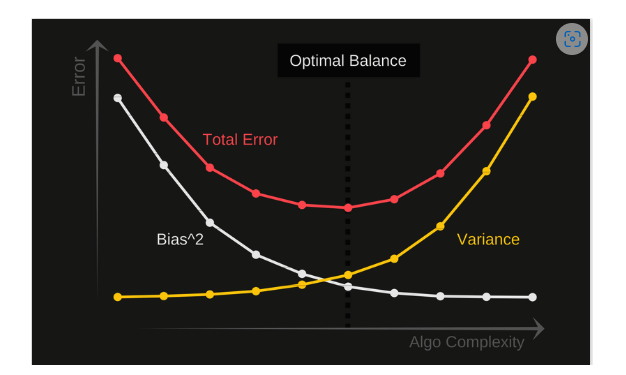 Error
Optimal Balance
Total Error
Bias^2
Variance
Algo Complexity